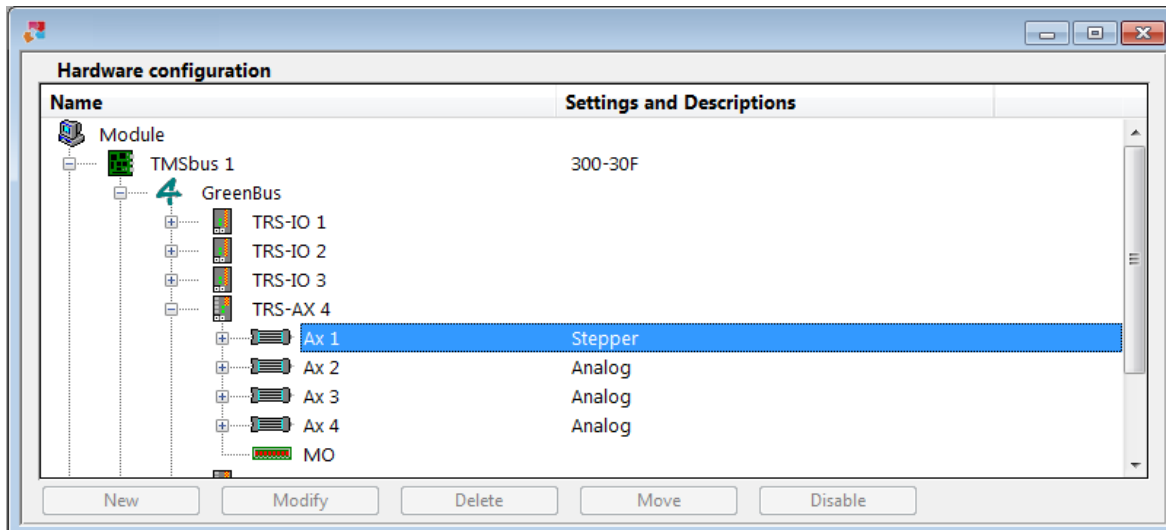 Hardware configuration
Name Settings and Descriptions
Module
TMSbus 1 300-30F
GreenBus
TRS-IO 1
TRS-IO 2
TRS-IO 3
TRS-AX 4
Ax 1 Stepper
Ax 2 Analog
Ax 3 Analog
Ax 4 Analog
MO
New Modify Delete Move Disable